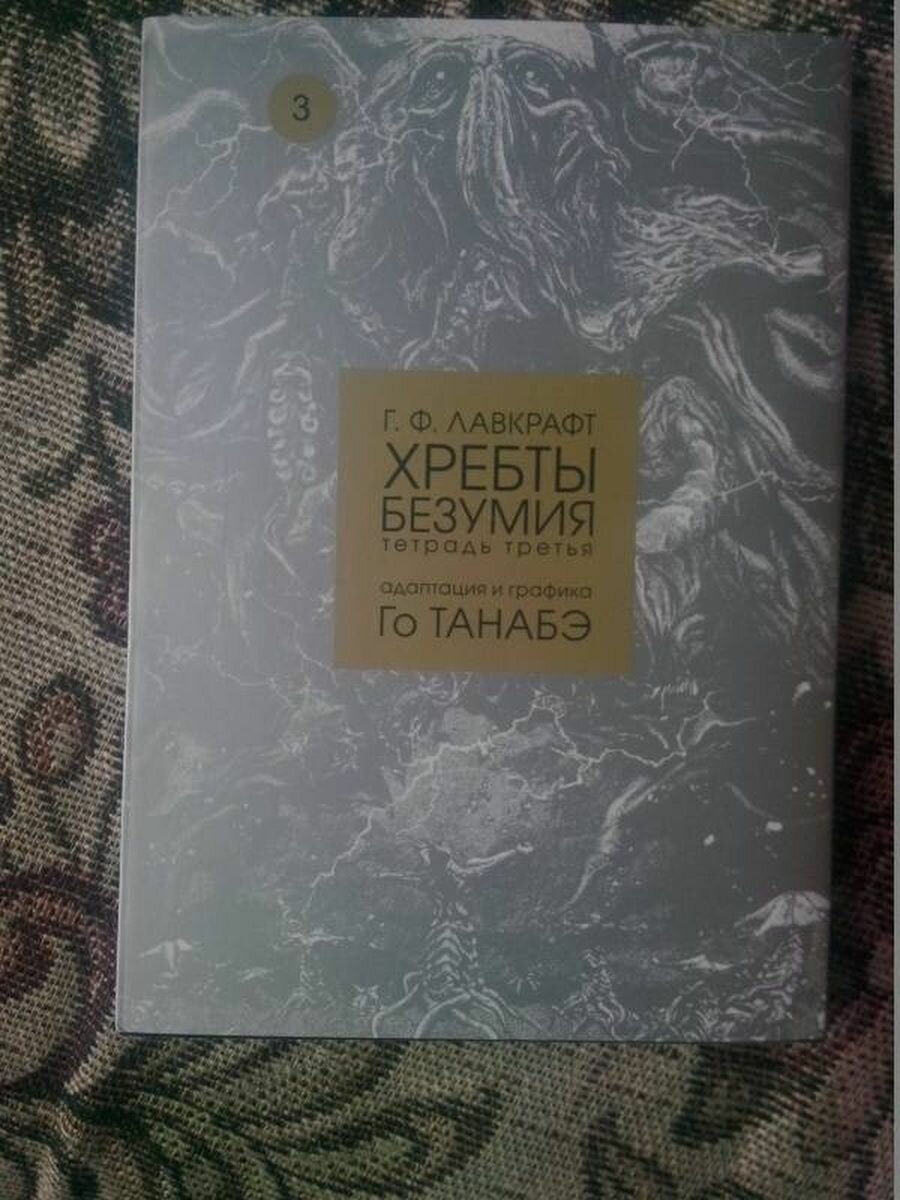 3
Г. Ф. ЛАВКРАФТ
ХРЕБТЫ
БЕЗУМИЯ
тетрадь третья
адаптация и графика
Го ТАНАБЭ